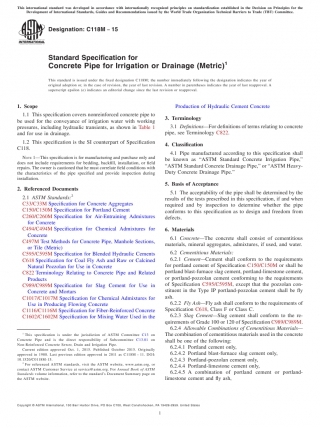 This international standard was developed in accordance with internationally recognized principles on standardization established in the Decision on Principles for the
Development of International Standards, Guides and Recommendations issued by the World Trade Organization Technical Barriers to Trade (TBT) Committee.
Designation: C118M − 15
Standard Specification for
Concrete Pipe for Irrigation or Drainage (Metric)1
This standard is issued under the fixed designation C118M; the number immediately following the designation indicates the year of
original adoption or, in the case of revision, the year of last revision. A number in parentheses indicates the year of last reapproval. A
superscript epsilon (ε) indicates an editorial change since the last revision or reapproval.
1. Scope
1.1 This specification covers nonreinforced concrete pipe to
be used for the conveyance of irrigation water with working
pressures, including hydraulic transients, as shown in Table 1
and for use in drainage.
1.2 This specification is the SI counterpart of Specification
C118.
NOTE 1—This specification is for manufacturing and purchase only and
does not include requirements for bedding, backfill, installation, or field
repairs. The owner is cautioned that he must correlate field conditions with
the characteristics of the pipe specified and provide inspection during
installation.
2. Referenced Documents
2.1 ASTM Standards:2
C33/C33M Specification for Concrete Aggregates
C150/C150M Specification for Portland Cement
C260/C260M Specification for Air-Entraining Admixtures
for Concrete
C494/C494M Specification for Chemical Admixtures for
Concrete
C497M Test Methods for Concrete Pipe, Manhole Sections,
or Tile (Metric)
C595/C595M Specification for Blended Hydraulic Cements
C618 Specification for Coal Fly Ash and Raw or Calcined
Natural Pozzolan for Use in Concrete
C822 Terminology Relating to Concrete Pipe and Related
Products
C989/C989M Specification for Slag Cement for Use in
Concrete and Mortars
C1017/C1017M Specification for Chemical Admixtures for
Use in Producing Flowing Concrete
C1116/C1116M Specification for Fiber-Reinforced Concrete
C1602/C1602M Specification for Mixing Water Used in the
1 This specification is under the jurisdiction of ASTM Committee C13 on
Concrete Pipe and is the direct responsibility of Subcommittee C13.01 on
Non-Reinforced Concrete Sewer, Drain and Irrigation Pipe.
Current edition approved Oct. 1, 2015. Published October 2015. Originally
approved in 1980. Last previous edition approved in 2011 as C118M – 11. DOI:
10.1520/C0118M-15.
2 For referenced ASTM standards, visit the ASTM website, www.astm.org, or
contact ASTM Customer Service at service@astm.org. For Annual Book of ASTM
Standards volume information, refer to the standard's Document Summary page on
the ASTM website.
Production of Hydraulic Cement Concrete
3. Terminology
3.1 Definitions—For definitions of terms relating to concrete
pipe, see Terminology C822.
4. Classification
4.1 Pipe manufactured according to this specification shall
be known as "ASTM Standard Concrete Irrigation Pipe,"
"ASTM Standard Concrete Drainage Pipe," or "ASTM Heavy-
Duty Concrete Drainage Pipe."
5. Basis of Acceptance
5.1 The acceptability of the pipe shall be determined by the
results of the tests prescribed in this specification, if and when
required and by inspection to determine whether the pipe
conforms to this specification as to design and freedom from
defects.
6. Materials
6.1 Concrete—The concrete shall consist of cementitious
materials, mineral aggregates, admixtures, if used, and water.
6.2 Cementitious Materials:
6.2.1 Cement—Cement shall conform to the requirements
for portland cement of Specification C150/C150M or shall be
portland blast-furnace slag cement, portland-limestone cement,
or portland-pozzolan cement conforming to the requirements
of Specification C595/C595M, except that the pozzolan con-
stituent in the Type IP portland-pozzolan cement shall be fly
ash.
6.2.2 Fly Ash—Fly ash shall conform to the requirements of
Specification C618, Class F or Class C.
6.2.3 Slag Cement—Slag cement shall conform to the re-
quirements of Grade 100 or 120 of Specification C989/C989M.
6.2.4 Allowable Combinations of Cementitious Materials—
The combination of cementitious materials used in the concrete
shall be one of the following:
6.2.4.1 Portland cement only,
6.2.4.2 Portland blast-furnace slag cement only,
6.2.4.3 Portland-pozzolan cement only,
6.2.4.4 Portland-limestone cement only,
6.2.4.5 A combination of portland cement or portland-
limestone cement and fly ash,
Copyright © ASTM International, 100 Barr Harbor Drive, PO Box C700, West Conshohocken, PA 19428-2959. United States
1